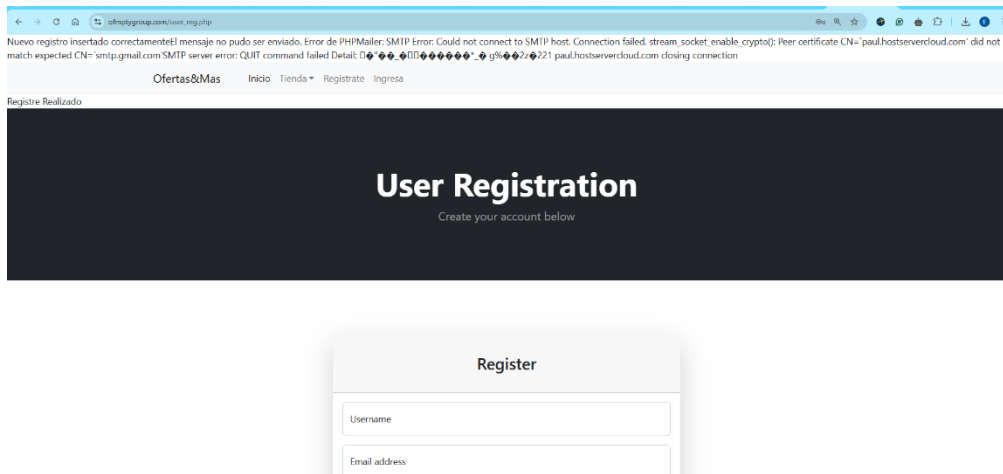 ofmptygroup.com/user_reg.php
Nuevo registro insertado correctamenteEl mensaje no pudo ser enviado. Error de PHPMailer: SMTP Error: Could not connect to SMTP host. Connection failed. stream_socket_enable_crypto(): Peer certificate CN=`paul.hostservercloud.com' did not
match expected CN=`smtp.gmail.com'SMTP server error: QUIT command failed Detail: 221 paul.hostservercloud.com closing connection
Ofertas&Mas Inicio Tienda Registrate Ingresa
Registre Realizado
User Registration
Create your account below
Register
Username
Email address